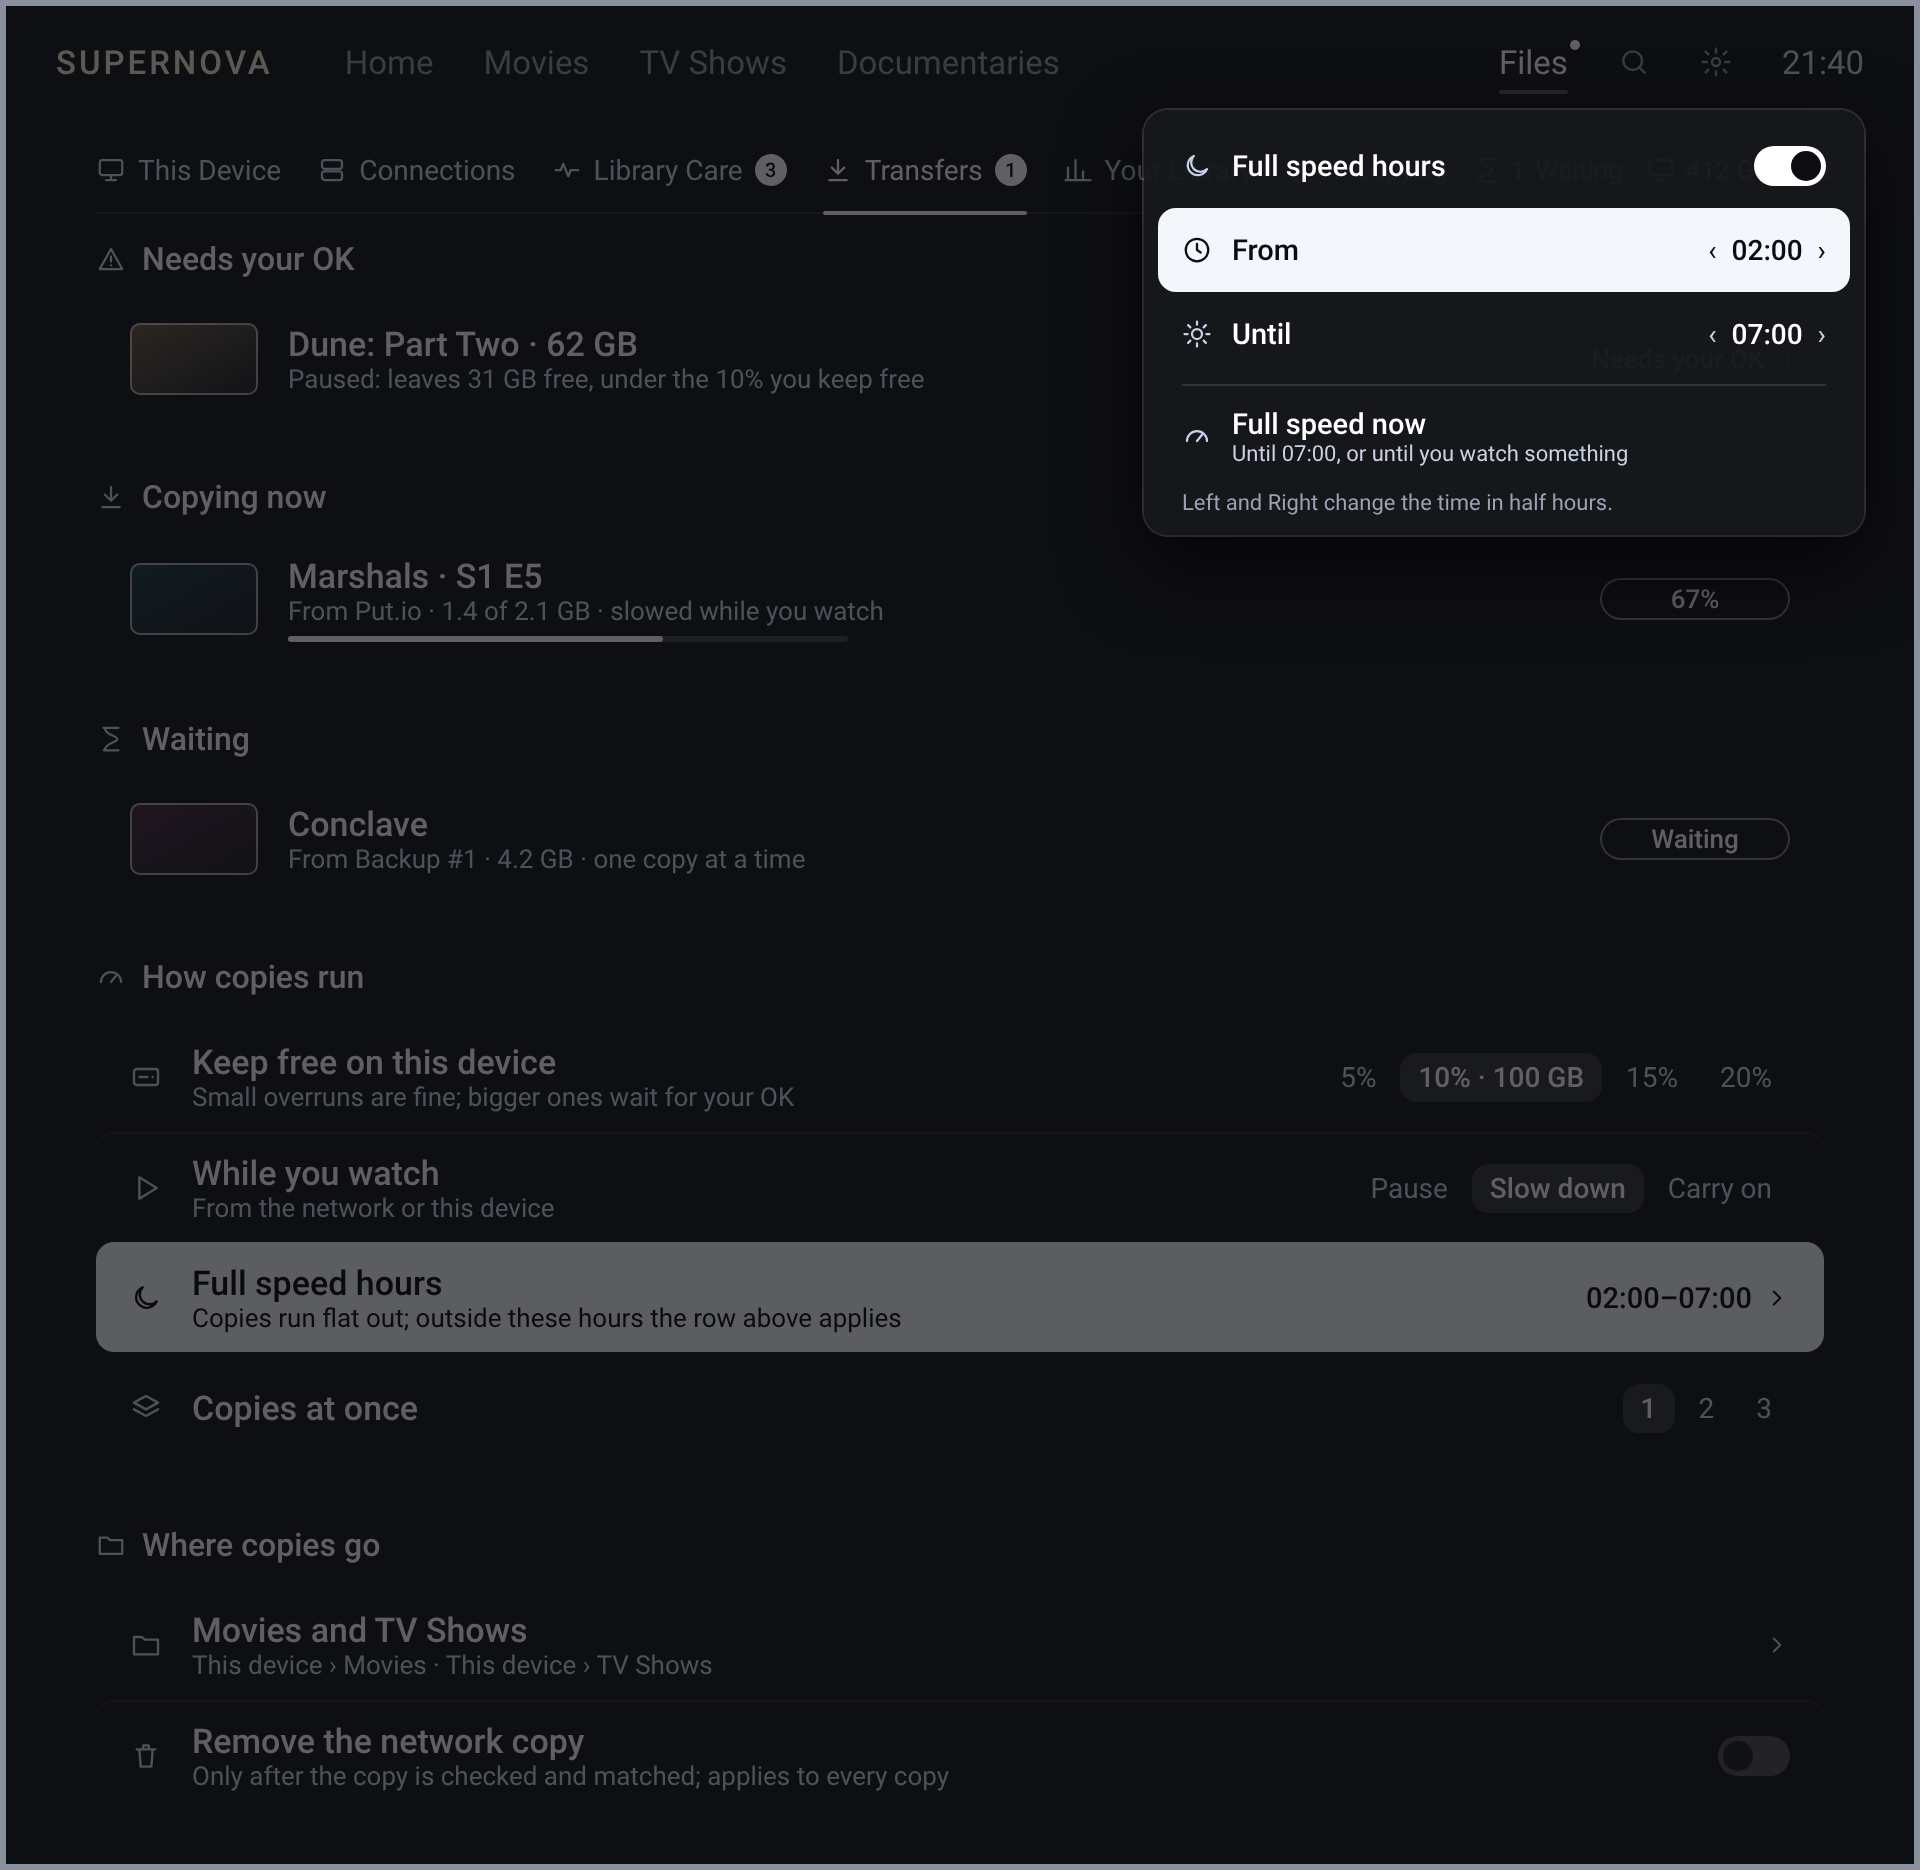 SUPERNOVA Home Movies TV Shows Documentaries Files 21:40
This Device Connections Library Care 3 Transfers 1 Your 1 Waiting 412 G
Full speed hours
From ‹ 02:00 ›
Until ‹ 07:00 ›
Needs your OK
Full speed now
Until 07:00, or until you watch something
Left and Right change the time in half hours.
Needs your OK
Dune: Part Two · 62 GB
Paused: leaves 31 GB free, under the 10% you keep free
Copying now
Marshals · S1 E5
From Put.io · 1.4 of 2.1 GB · slowed while you watch
67%
Waiting
Conclave
From Backup #1 · 4.2 GB · one copy at a time
Waiting
How copies run
Keep free on this device
Small overruns are fine; bigger ones wait for your OK
5% 10% · 100 GB 15% 20%
While you watch
From the network or this device
Pause Slow down Carry on
Full speed hours
Copies run flat out; outside these hours the row above applies
02:00–07:00 ›
Copies at once
1 2 3
Where copies go
Movies and TV Shows
This device › Movies · This device › TV Shows
Remove the network copy
Only after the copy is checked and matched; applies to every copy